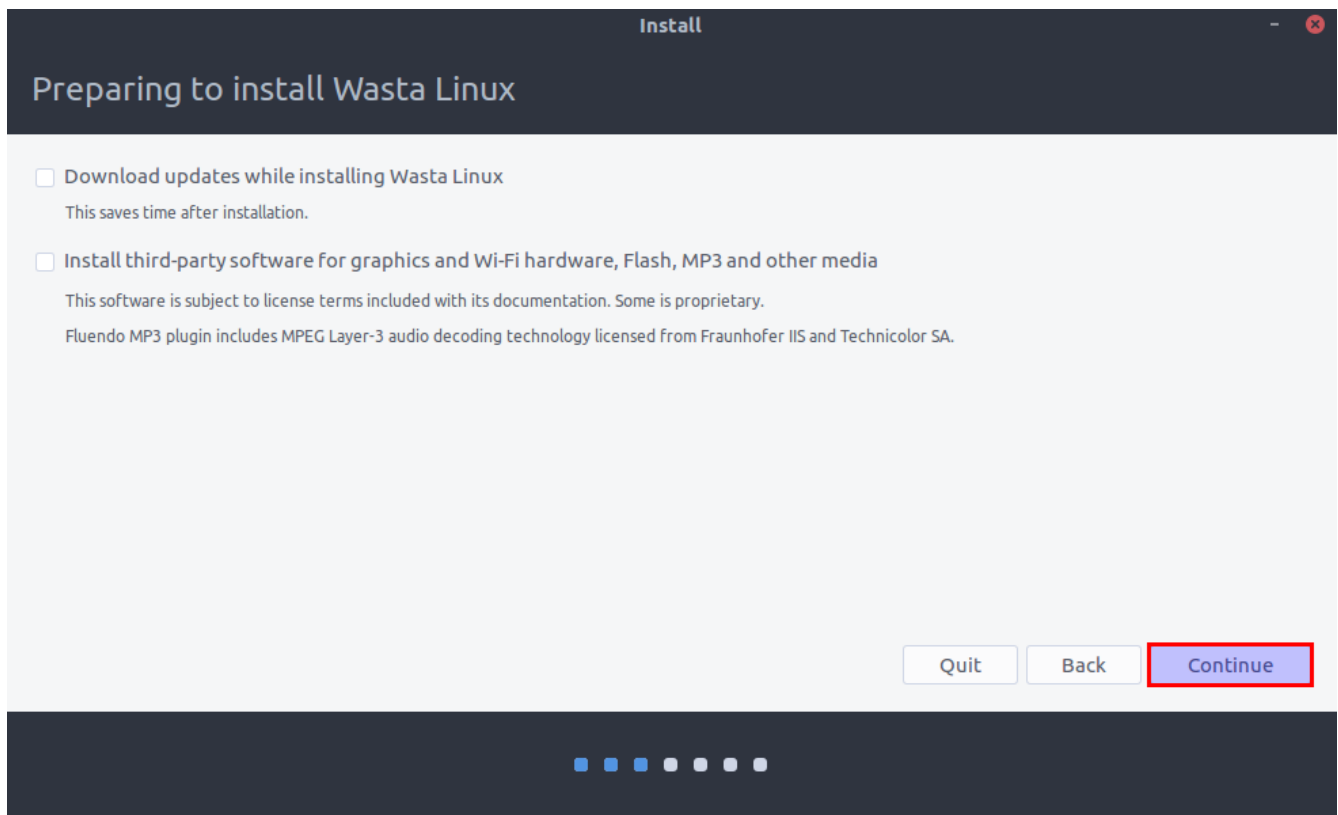 Install
Preparing to install Wasta Linux
Download updates while installing Wasta Linux
This saves time after installation.
Install third-party software for graphics and Wi-Fi hardware, Flash, MP3 and other media
This software is subject to license terms included with its documentation. Some is proprietary.
Fluendo MP3 plugin includes MPEG Layer-3 audio decoding technology licensed from Fraunhofer IIS and Technicolor SA.
Quit Back Continue